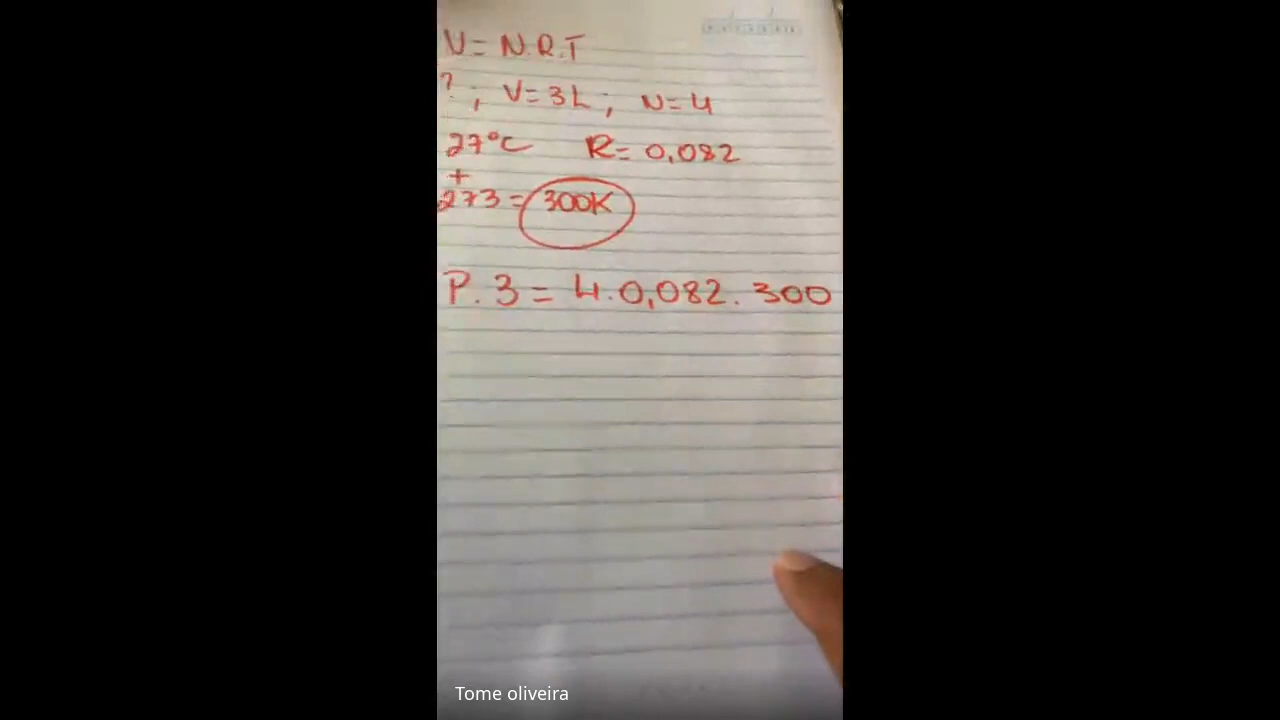 V = N.R.T
? ; V = 3L ; N = 4
27°C R = 0,082
+
273 = 300K
P. 3 = 4.0,082.300
Tome oliveira